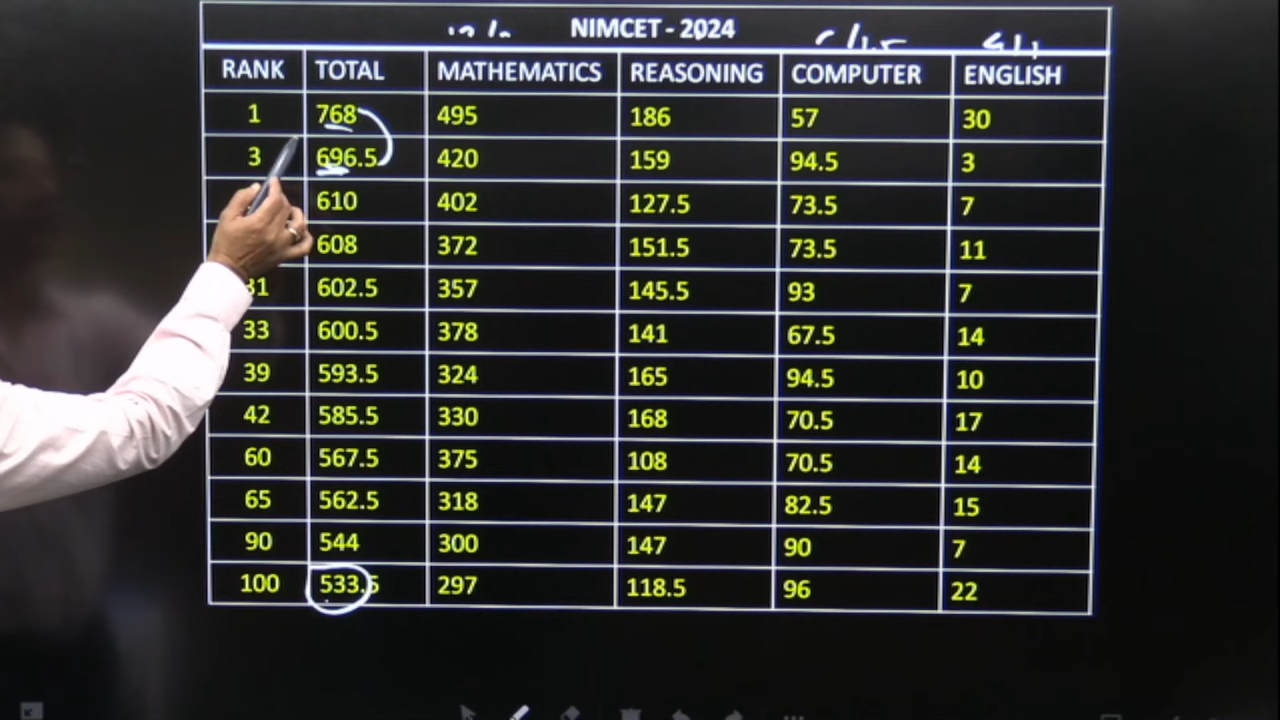 NIMCET - 2024
RANK TOTAL MATHEMATICS REASONING COMPUTER ENGLISH
1 768 495 186 57 30
3 696.5 420 159 94.5 3
610 402 127.5 73.5 7
608 372 151.5 73.5 11
602.5 357 145.5 93 7
33 600.5 378 141 67.5 14
39 593.5 324 165 94.5 10
42 585.5 330 168 70.5 17
60 567.5 375 108 70.5 14
65 562.5 318 147 82.5 15
90 544 300 147 90 7
100 533.5 297 118.5 96 22